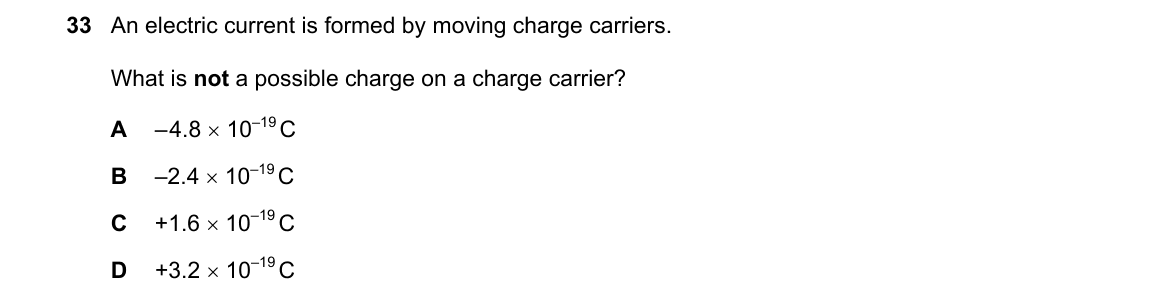 33 An electric current is formed by moving charge carriers.
What is not a possible charge on a charge carrier?
A –4.8 × 10⁻¹⁹ C
B –2.4 × 10⁻¹⁹ C
C +1.6 × 10⁻¹⁹ C
D +3.2 × 10⁻¹⁹ C